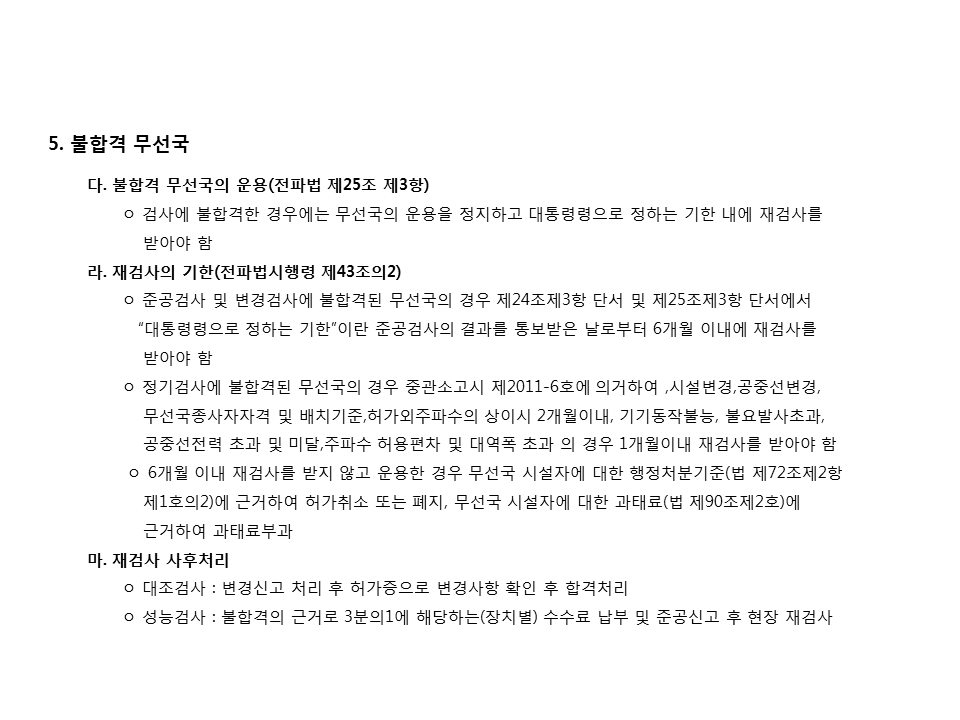 5. 불합격 무선국
다. 불합격 무선국의 운용(전파법 제25조 제3항)
ㅇ 검사에 불합격한 경우에는 무선국의 운용을 정지하고 대통령령으로 정하는 기한 내에 재검사를
받아야 함
라. 재검사의 기한(전파법시행령 제43조의2)
ㅇ 준공검사 및 변경검사에 불합격된 무선국의 경우 제24조제3항 단서 및 제25조제3항 단서에서
“대통령령으로 정하는 기한”이란 준공검사의 결과를 통보받은 날로부터 6개월 이내에 재검사를
받아야 함
ㅇ 정기검사에 불합격된 무선국의 경우 중관소고시 제2011-6호에 의거하여 ,시설변경,공중선변경,
무선국종사자자격 및 배치기준,허가외주파수의 상이시 2개월이내, 기기동작불능, 불요발사초과,
공중선전력 초과 및 미달,주파수 허용편차 및 대역폭 초과 의 경우 1개월이내 재검사를 받아야 함
ㅇ 6개월 이내 재검사를 받지 않고 운용한 경우 무선국 시설자에 대한 행정처분기준(법 제72조제2항
제1호의2)에 근거하여 허가취소 또는 폐지, 무선국 시설자에 대한 과태료(법 제90조제2호)에
근거하여 과태료부과
마. 재검사 사후처리
ㅇ 대조검사 : 변경신고 처리 후 허가증으로 변경사항 확인 후 합격처리
ㅇ 성능검사 : 불합격의 근거로 3분의1에 해당하는(장치별) 수수료 납부 및 준공신고 후 현장 재검사